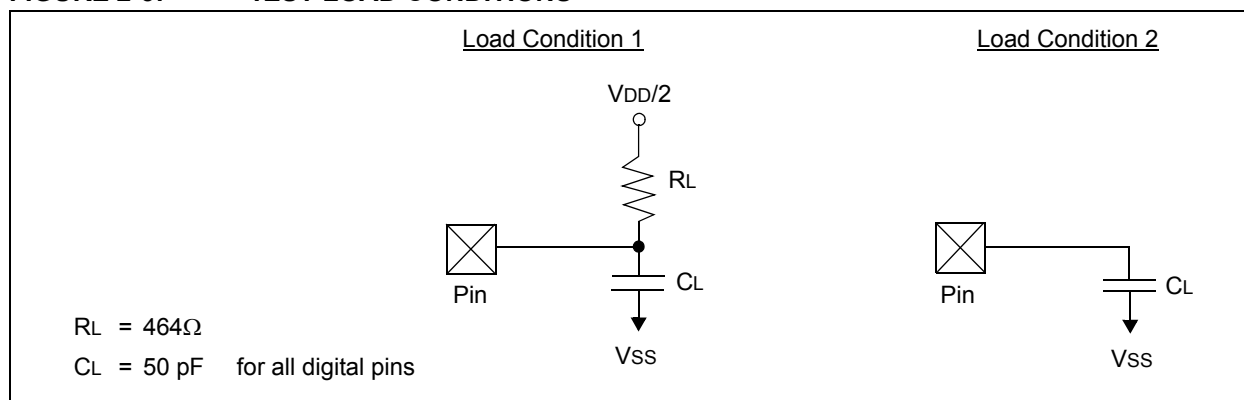 Load Condition 1
Load Condition 2
VDD/2
RL
Pin
CL
Pin
CL
RL = 464Ω
CL = 50 pF for all digital pins
VSS
VSS